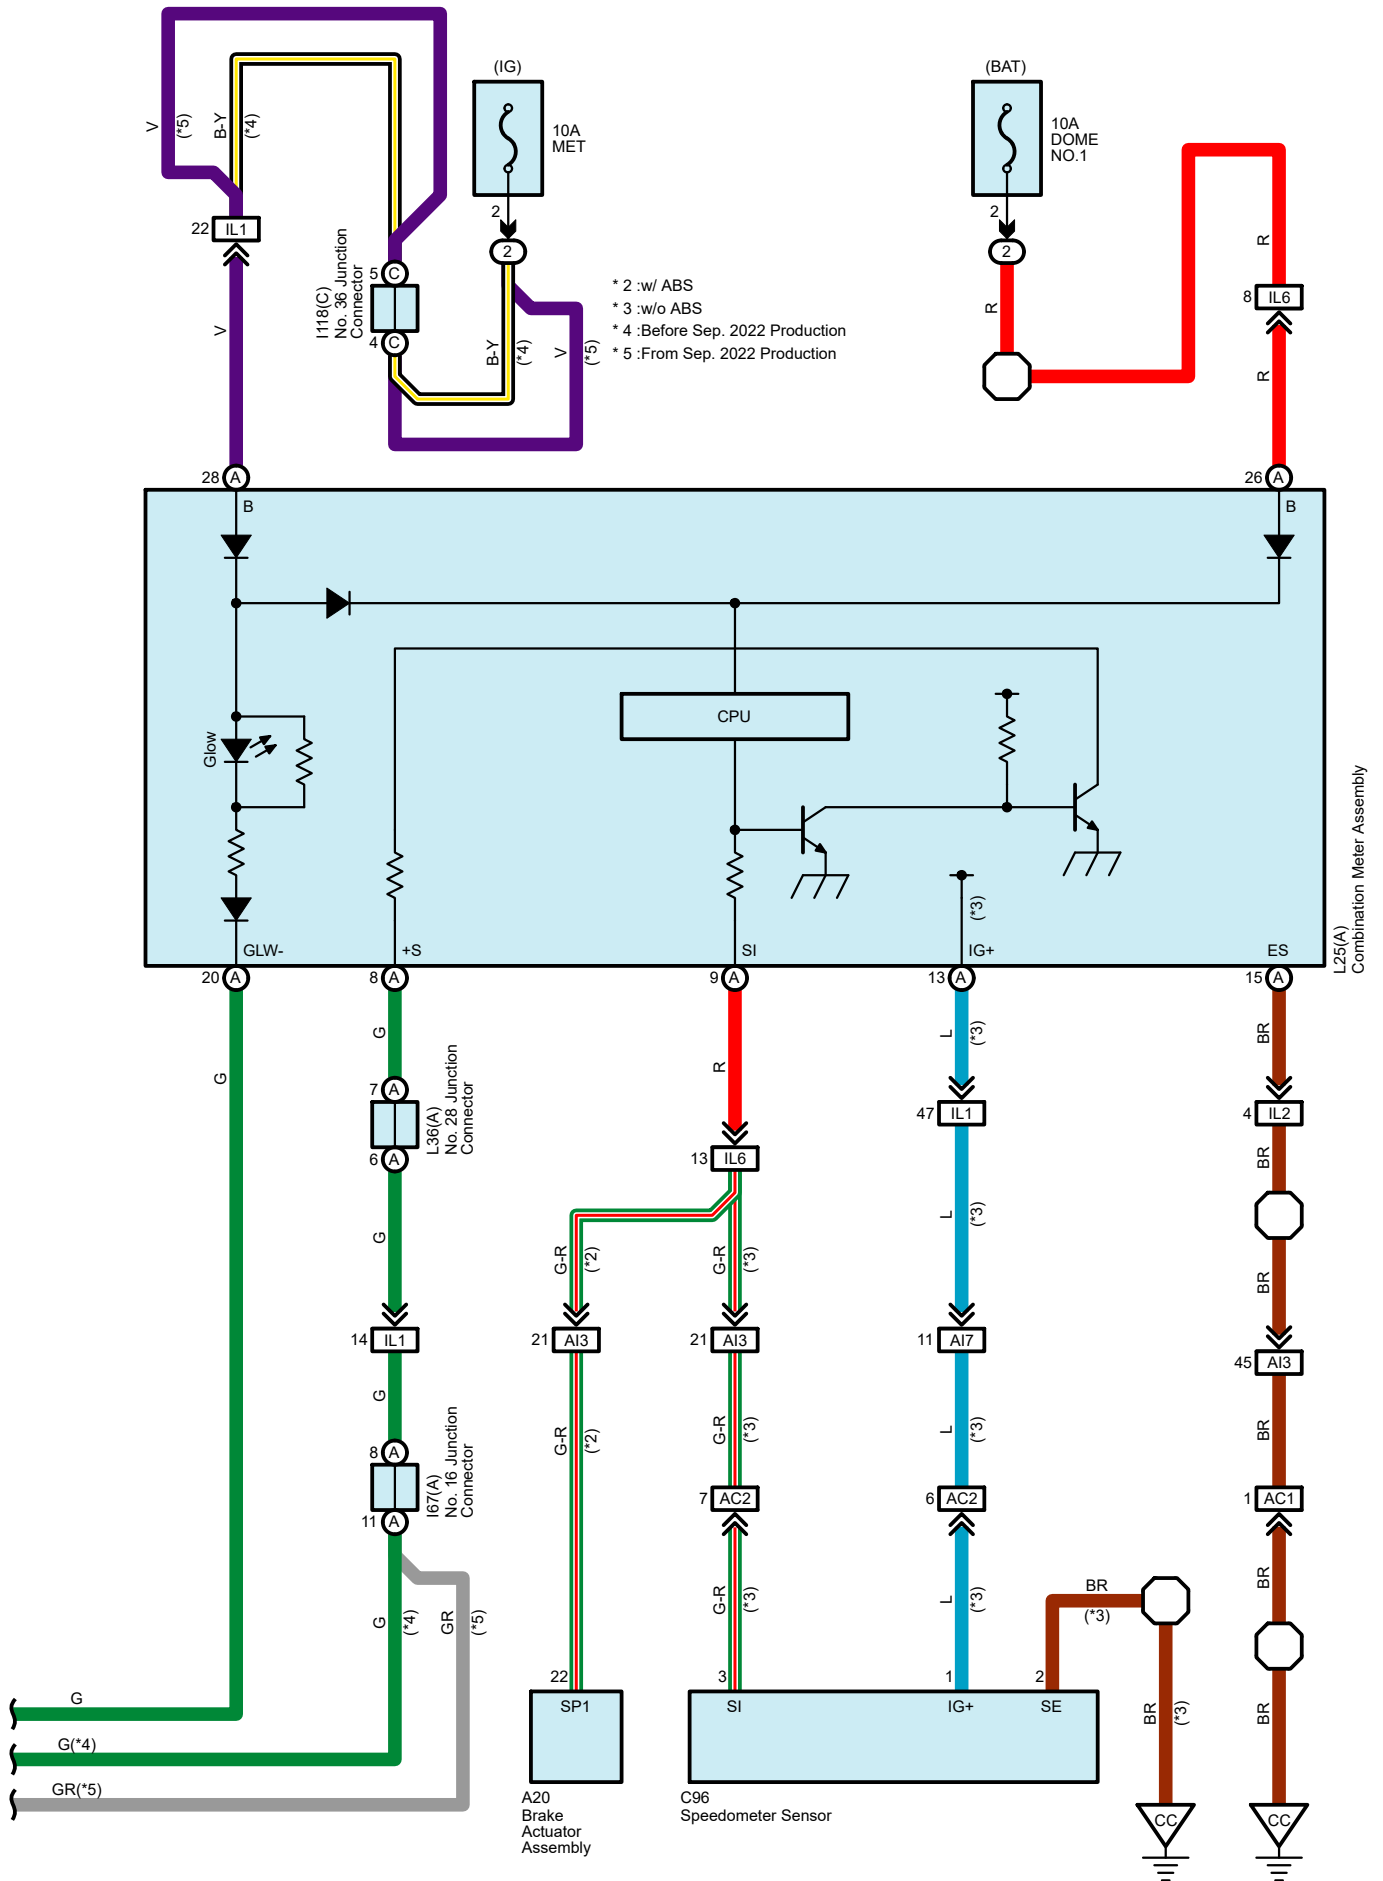 (IG)
(BAT)
10A
MET
10A
DOME
NO.1
V
(*5)
B-Y
(*4)
2
2
2
2
22
IL1
5
C
I118(C)
No. 36 Junction
Connector
4
C
* 2 :w/ ABS
* 3 :w/o ABS
* 4 :Before Sep. 2022 Production
* 5 :From Sep. 2022 Production
V
B-Y
(*4)
V
(*5)
R
R
8
IL6
R
28
A
26
A
B
B
CPU
Glow
(*3)
GLW-
+S
SI
IG+
ES
L25(A)
Combination Meter Assembly
20
A
8
A
9
A
13
A
15
A
G
G
R
L
(*3)
BR
7
A
L36(A)
No. 28 Junction
Connector
6
A
47
IL1
4
IL2
13
IL6
BR
G
G-R
(*2)
G-R
(*3)
L
(*3)
BR
14
IL1
21
AI3
21
AI3
11
AI7
45
AI3
G
G-R
(*2)
G-R
(*3)
L
(*3)
BR
8
A
I67(A)
No. 16 Junction
Connector
11
A
7
AC2
6
AC2
1
AC1
G
(*4)
GR
(*5)
G-R
(*3)
L
(*3)
BR
(*3)
BR
22
3
1
2
SP1
SI
IG+
SE
BR
(*3)
BR
G
G(*4)
GR(*5)
A20
Brake
Actuator
Assembly
C96
Speedometer Sensor
CC
CC